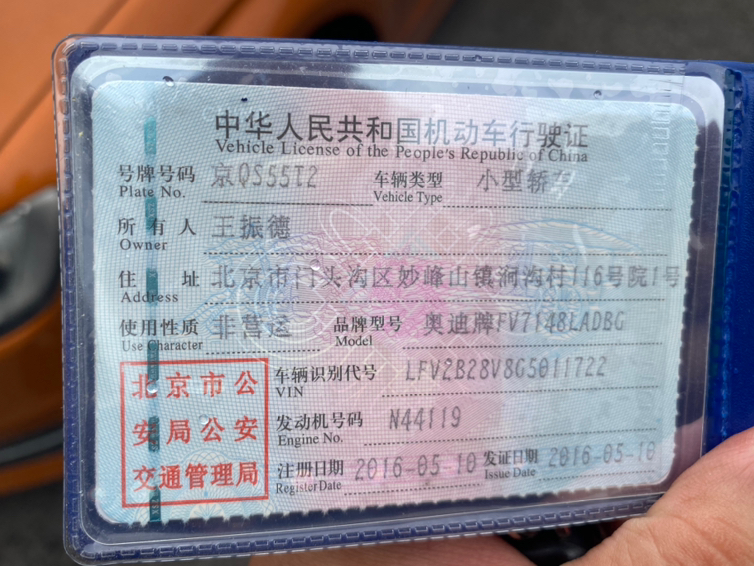 中华人民共和国机动车行驶证
Vehicle License of the People's Republic of China
号牌号码 京QS55T2 车辆类型 小型轿车
Plate No. Vehicle Type
所有人 王振德
Owner
住址 北京市门头沟区妙峰山镇涧沟村116号院1号
Address
使用性质 非营运 品牌型号 奥迪牌FV7148LADBG
Use Character Model
北京市公安局公安交通管理局
车辆识别代号 LFV2B28V8G5011722
VIN
发动机号码 N44119
Engine No.
注册日期 2016-05-10 发证日期 2016-05-10
Register Date Issue Date